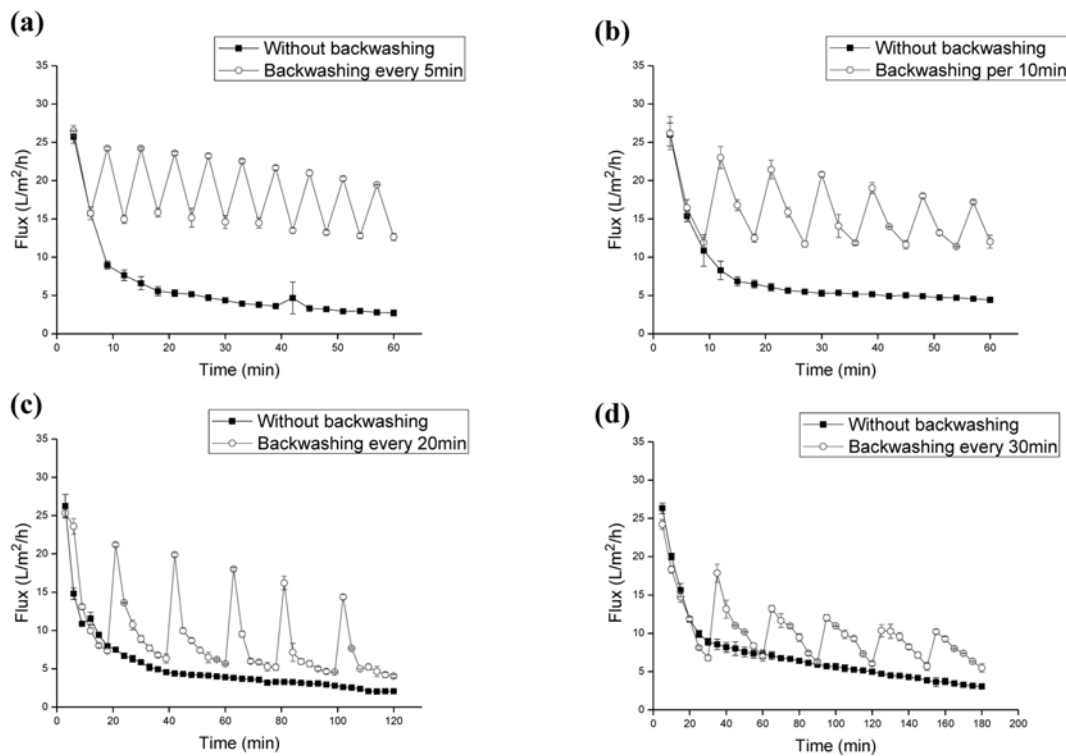 (a)
Without backwashing
Backwashing every 5min
35
30
25
20
15
10
5
0
Flux (L/m²/h)
0 10 20 30 40 50 60
Time (min)
(b)
Without backwashing
Backwashing per 10min
35
30
25
20
15
10
5
0
Flux (L/m²/h)
0 10 20 30 40 50 60
Time (min)
(c)
Without backwashing
Backwashing every 20min
35
30
25
20
15
10
5
0
Flux (L/m²/h)
0 20 40 60 80 100 120
Time (min)
(d)
Without backwashing
Backwashing every 30min
35
30
25
20
15
10
5
0
Flux (L/m²/h)
0 20 40 60 80 100 120 140 160 180 200
Time (min)